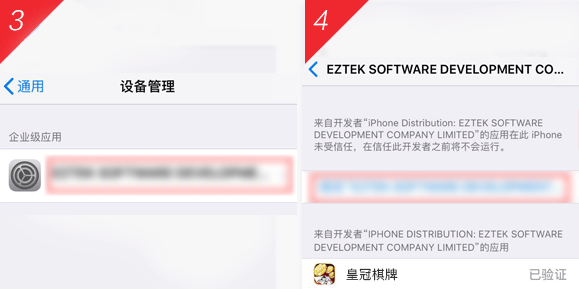 3
通用
设备管理
企业级应用
4
EZTEK SOFTWARE DEVELOPMENT CO...
来自开发者“iPhone Distribution: EZTEK SOFTWARE
DEVELOPMENT COMPANY LIMITED”的应用在此 iPhone
未受信任，在信任此开发者之前将不会运行。
来自开发者“IPHONE DISTRIBUTION: EZTEK SOFTWARE
DEVELOPMENT COMPANY LIMITED”的应用
皇冠棋牌
已验证